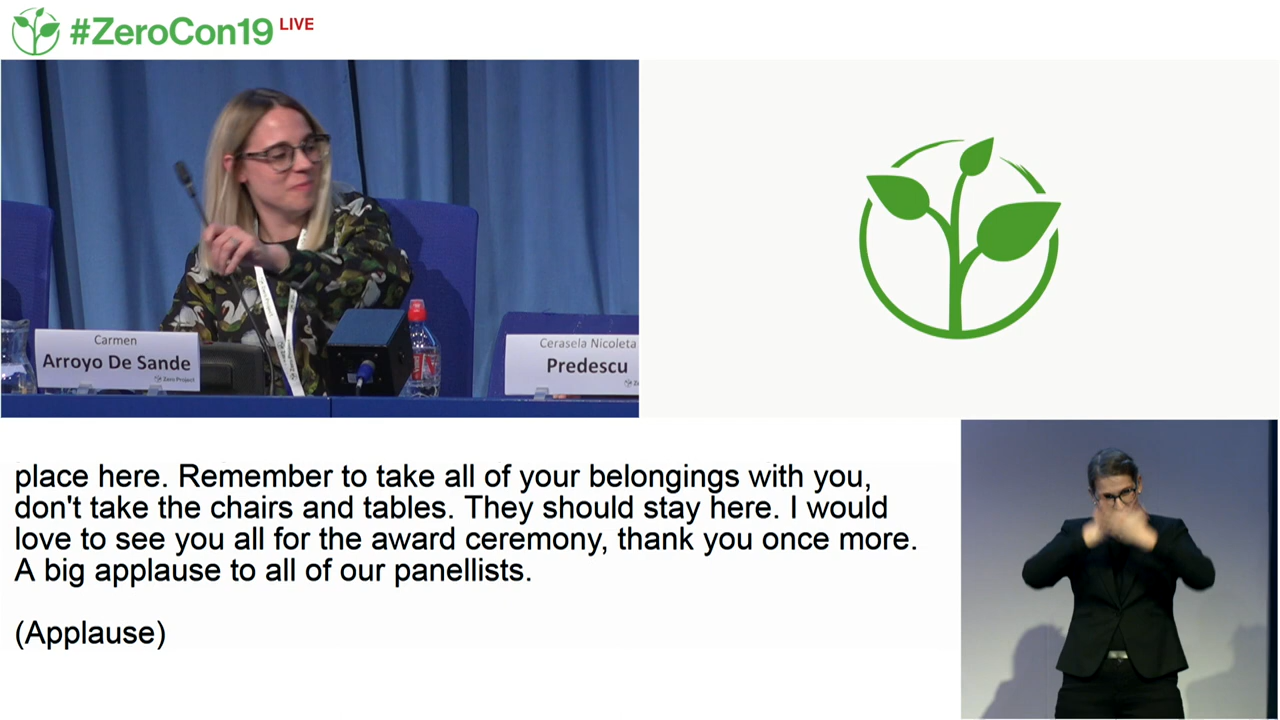 #ZeroCon19 LIVE
Carmen
Arroyo De Sande
Zero Project
Cerasela Nicoleta
Predescu
place here. Remember to take all of your belongings with you,
don't take the chairs and tables. They should stay here. I would
love to see you all for the award ceremony, thank you once more.
A big applause to all of our panellists.
(Applause)